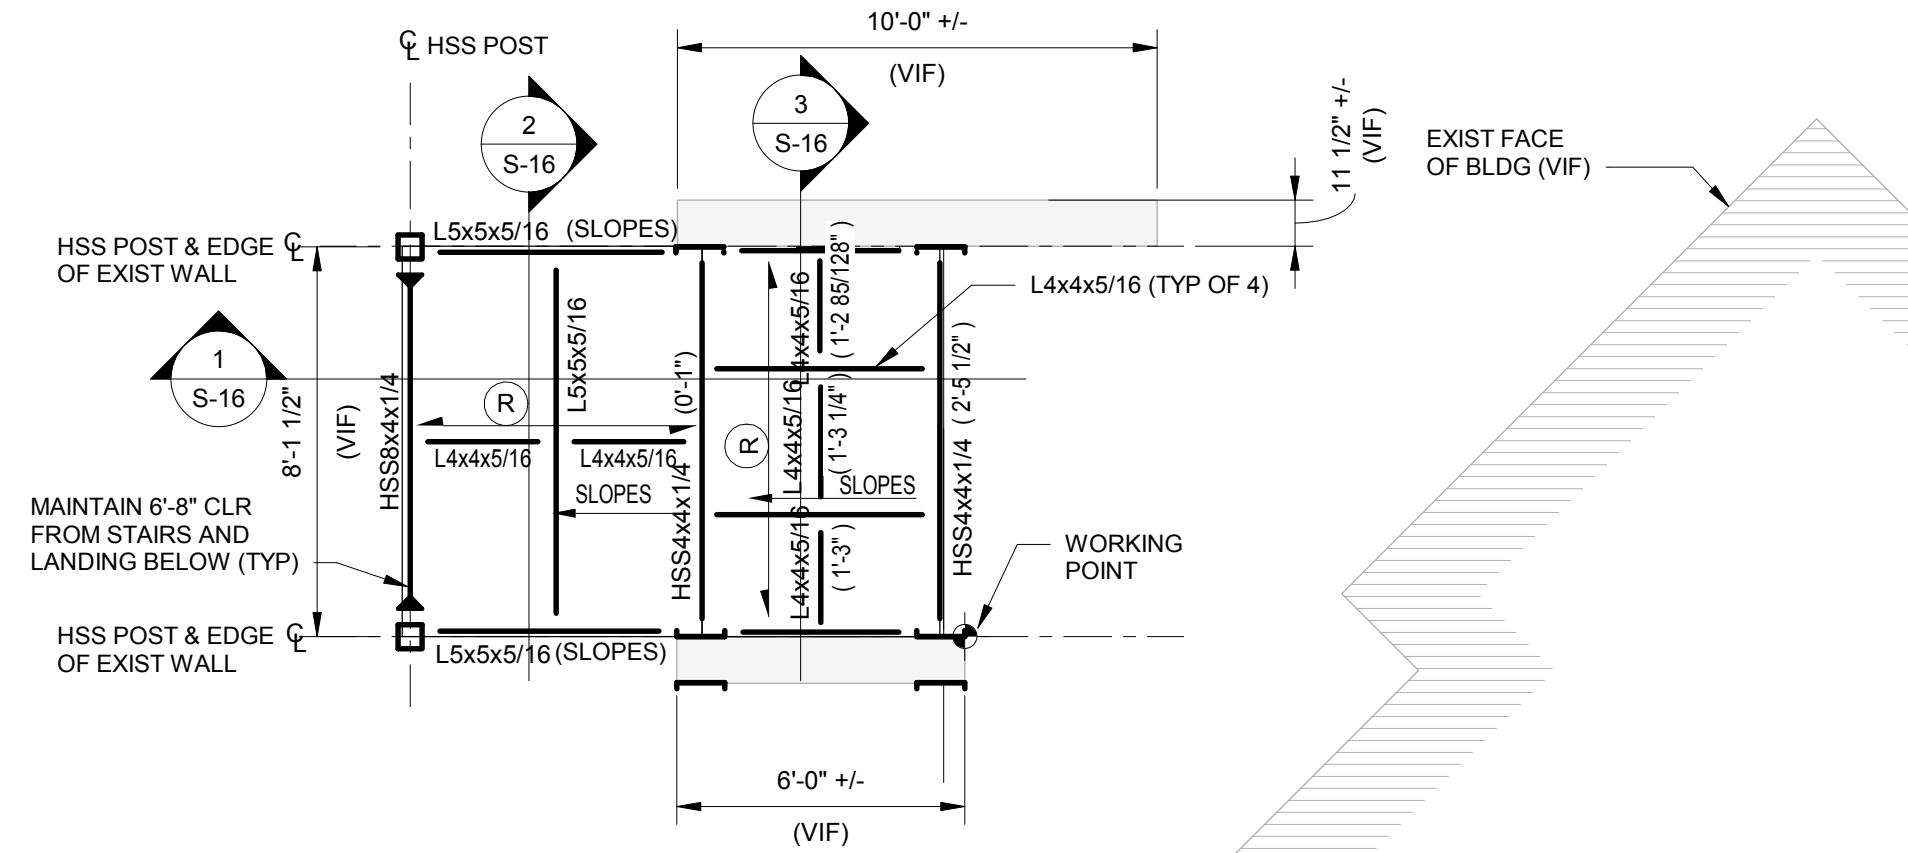 10'-0" +/-
(VIF)
CL HSS POST
2
S-16
3
S-16
11 1/2" +/-
(VIF)
EXIST FACE
OF BLDG (VIF)
HSS POST & EDGE CL
OF EXIST WALL
L5x5x5/16 (SLOPES)
L4x4x5/16 (TYP OF 4)
1
S-16
8'-1 1/2"
(VIF)
HSS8x4x1/4
R
L5x5x5/16
(0'-1")
HSS4x4x1/4
L4x4x5/16
L4x4x5/16
SLOPES
R
L4x4x5/16
(1'-2 85/128")
L4x4x5/16
(1'-3 1/4")
L4x4x5/16
(1'-3")
SLOPES
HSS4x4x1/4 (2'-5 1/2")
MAINTAIN 6'-8" CLR
FROM STAIRS AND
LANDING BELOW (TYP)
WORKING
POINT
HSS POST & EDGE CL
OF EXIST WALL
L5x5x5/16 (SLOPES)
6'-0" +/-
(VIF)